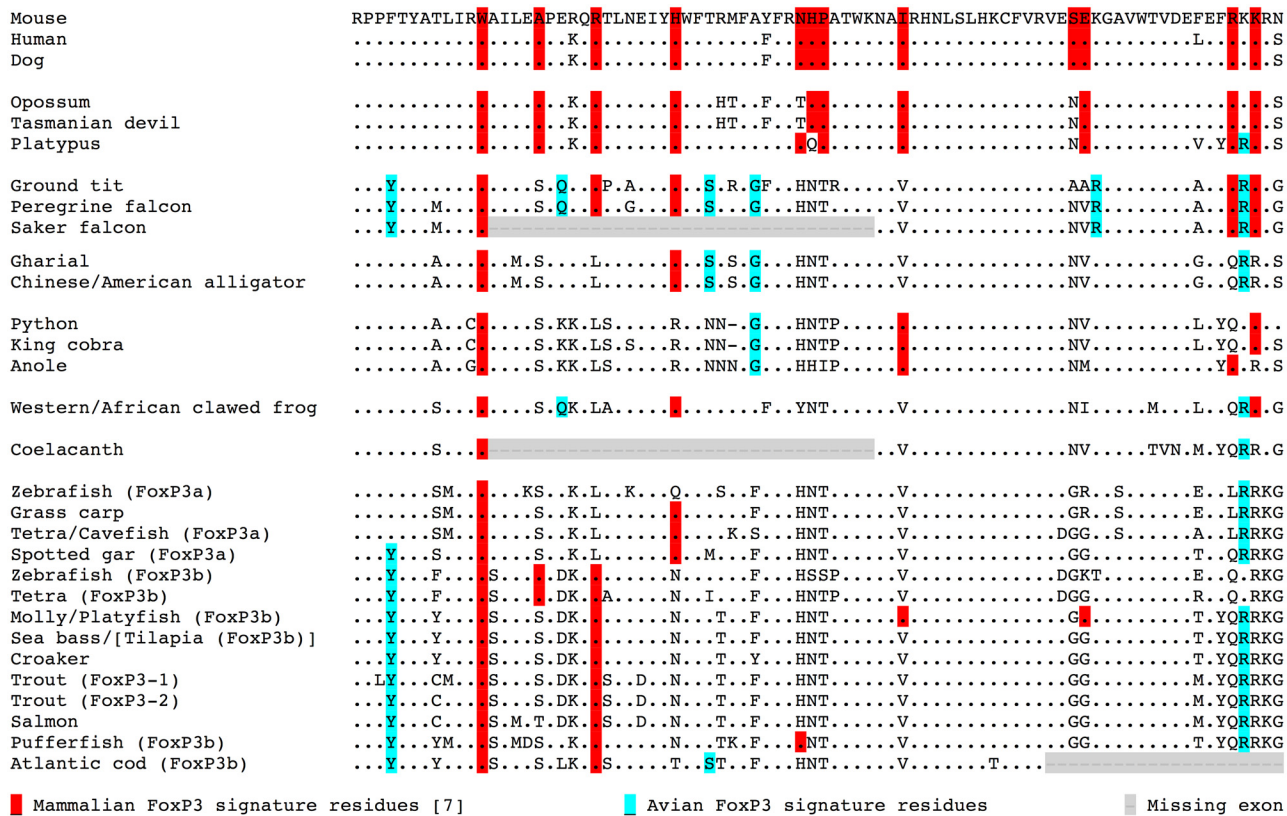 Mouse RPPFTYATLIRWAILEAPERQRTLNEIYHWFTRMFAYFRNHPATWKNAIRHNLSLHKCFVRVESEKGAVWTVDEFEFRKKRN
Human ...................K................F.....................................L......S
Dog ...................K................F............................................S
Opossum ...................K............HT..F..T.......................N.................S
Tasmanian devil ...................K............HT..F..T.......................N.................S
Platypus ...................K....................Q.................................V.Y.R..S
Ground tit ...Y............S.Q...P.A......S.R.GF..HNTR.....V..............AAR........A...R..G
Peregrine falcon ...Y...M........S.Q.....G......S...G...HNT......V..............NVR........A...R..G
Saker falcon ...Y...M....----------------------------------..V..............NVR........A...R..G
Gharial .......A......M.S....L.........S.S.G...HNT......V..............NV.........G..QRR.S
Chinese/American alligator .......A......M.S....L.........S.S.G...HNT......V..............NV.........G..QRR.S
Python .......A..C.....S.KK.LS.....R..NN-.G...HNTP....................NV.........L.YQ....
King cobra .......A..C.....S.KK.LS.S...R..NN-.G...HNTP....................NV.........L.YQ...S
Anole .......A..G.....S.KK.LS.....R..NNN.G...HHIP....................NM...........Y..R.S
Western/African clawed frog .......S........S.QK.LA.............F..YNT......V..............NI.....M...L..QR..G
Coelacanth .......S....----------------------------------..V..............NV.....TVN.M.YQRR.G
Zebrafish (FoxP3a) .......SM......KS..K.L..K...Q...S..F...HNT......V..............GR..S......E..LRRKG
Grass carp .......SM.......S..K.L.............F...HNT......V..............GR..S......E..LRRKG
Tetra/Cavefish (FoxP3a) .......SM.......S..K.L...........K.S...HNT......V.............DGG..S......A..LRRKG
Spotted gar (FoxP3a) ...Y...S........S..K.L.........M...F...HNT......V..............GG.........T..QRRKG
Zebrafish (FoxP3b) ...Y...F....S.....DK........N......F...HSSP.....V.............DGKT........E..Q.RKG
Tetra (FoxP3b) ...Y...F....S.....DK..A.....N..I...F...HNTP.....V.............DGG.........R..Q.RKG
Molly/Platyfish (FoxP3b) ...Y...Y....S...S.DK........N...T..F...HNT.....................G..........T.YQRRKG
Sea bass/[Tilapia (FoxP3b)] ...Y...Y....S...S.DK........N...T..F...HNT......V..............GG.........T.YQRRKG
Croaker ...Y...Y....S...S.DK........N...T..Y...HNT......V..............GG.........T.YQRRKG
Trout (FoxP3-1) ..LY...CM...S...S.DK..S..D..N...T..F...HNT......V..............GG.........M.YQRRKG
Trout (FoxP3-2) ...Y...C....S...S.DK..S..D..N...T..F...HNT......V..............GG.........M.YQRRKG
Salmon ...Y...C....S.M.T.DK..S..D..N...T..F...HNT......V..............GG.........M.YQRRKG
Pufferfish (FoxP3b) ...Y...YM...S.MDS..K........N...TK.F....NT......V..............GG.........T.YQRRKG
Atlantic cod (FoxP3b) ...Y...Y....S...S.LK..S.....T..ST..F...HNT......V.......T....---------------------
Mammalian FoxP3 signature residues [7] Avian FoxP3 signature residues Missing exon